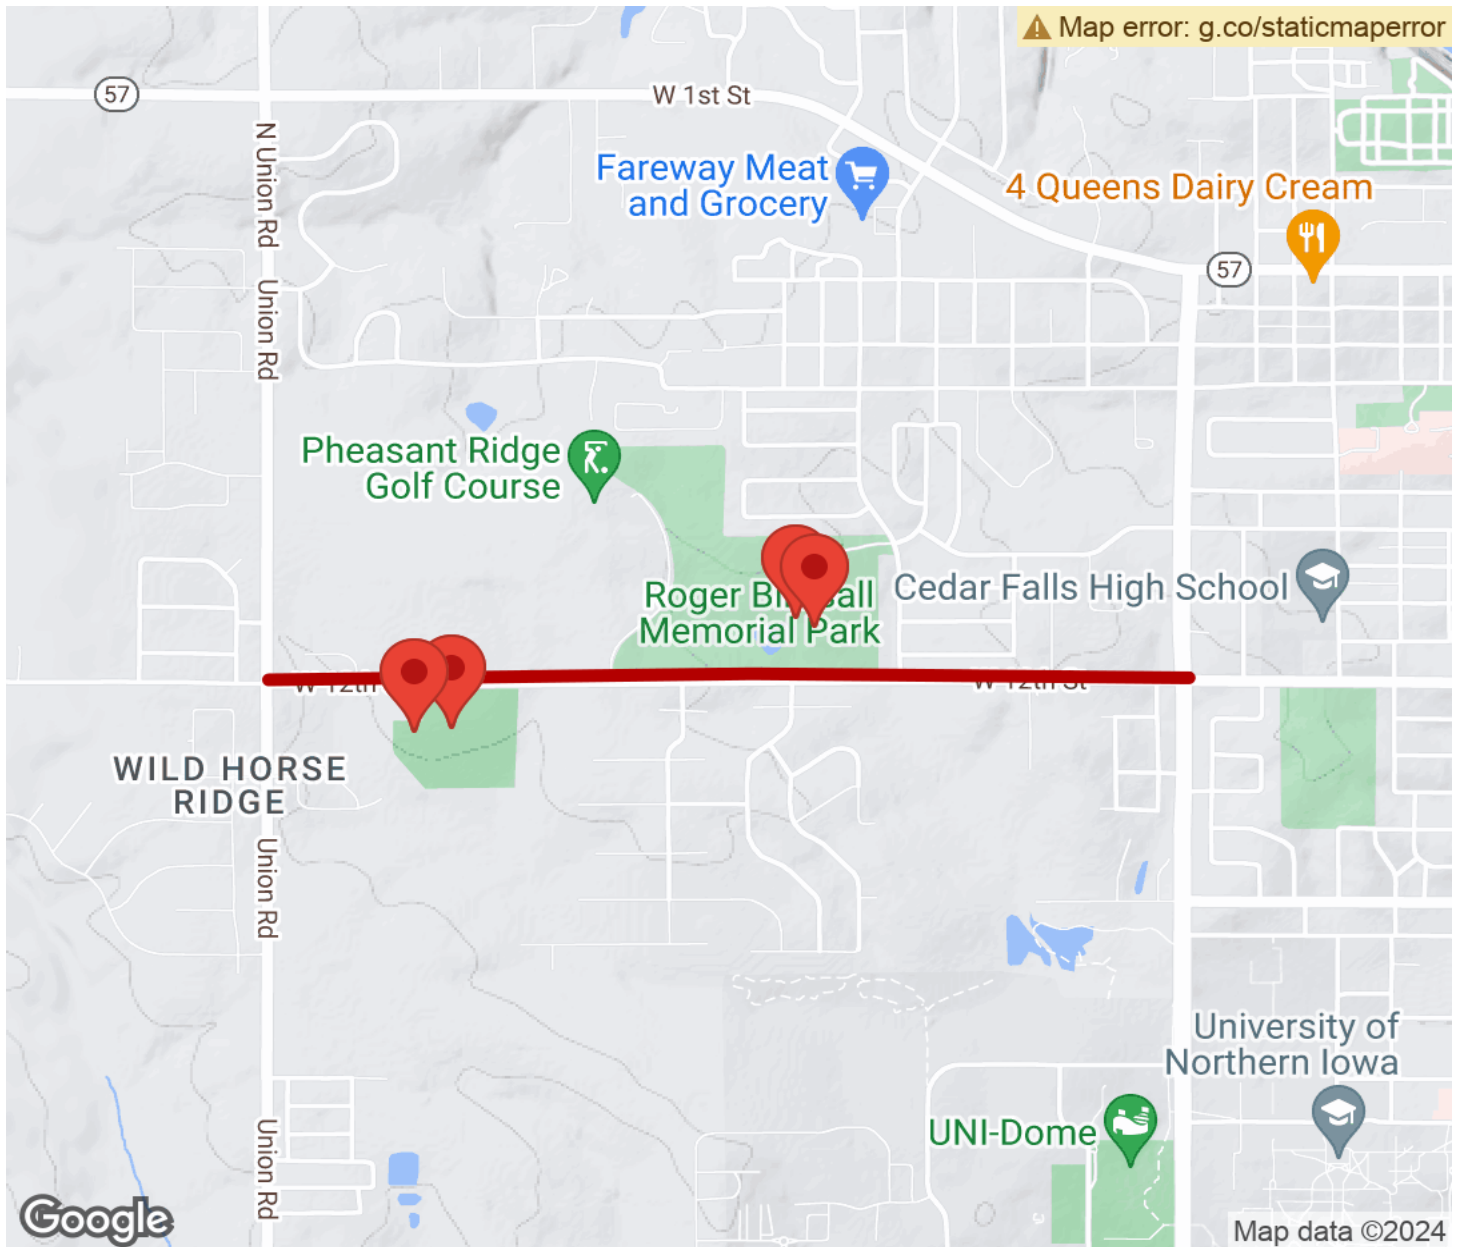 Map error: g.co/staticmaperror
57
W 1st St
N Union Rd
Fareway Meat
and Grocery
4 Queens Dairy Cream
57
Union Rd
Pheasant Ridge
Golf Course
Roger
Memorial Park
Cedar Falls High School
W 12th
W 12th St
WILD HORSE
RIDGE
Union Rd
University of
Northern Iowa
UNI-Dome
Union Rd
Google
Map data ©2024